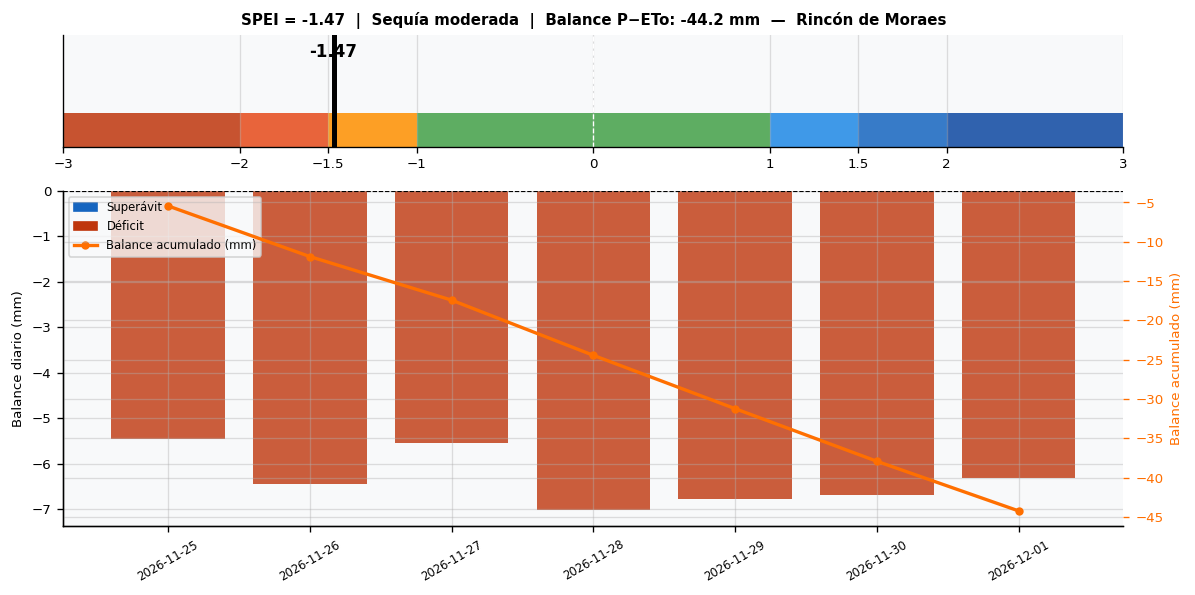 SPEI = -1.47  |  Sequía moderada  |  Balance P−ETo: -44.2 mm  —  Rincón de Moraes
-1.47
−3 −2 −1.5 −1 0 1 1.5 2 3
Superávit
Déficit
Balance acumulado (mm)
Balance diario (mm)
0
−1
−2
−3
−4
−5
−6
−7
−5
−10
−15
−20
−25
−30
−35
−40
−45
Balance acumulado (mm)
2026-11-25 2026-11-26 2026-11-27 2026-11-28 2026-11-29 2026-11-30 2026-12-01